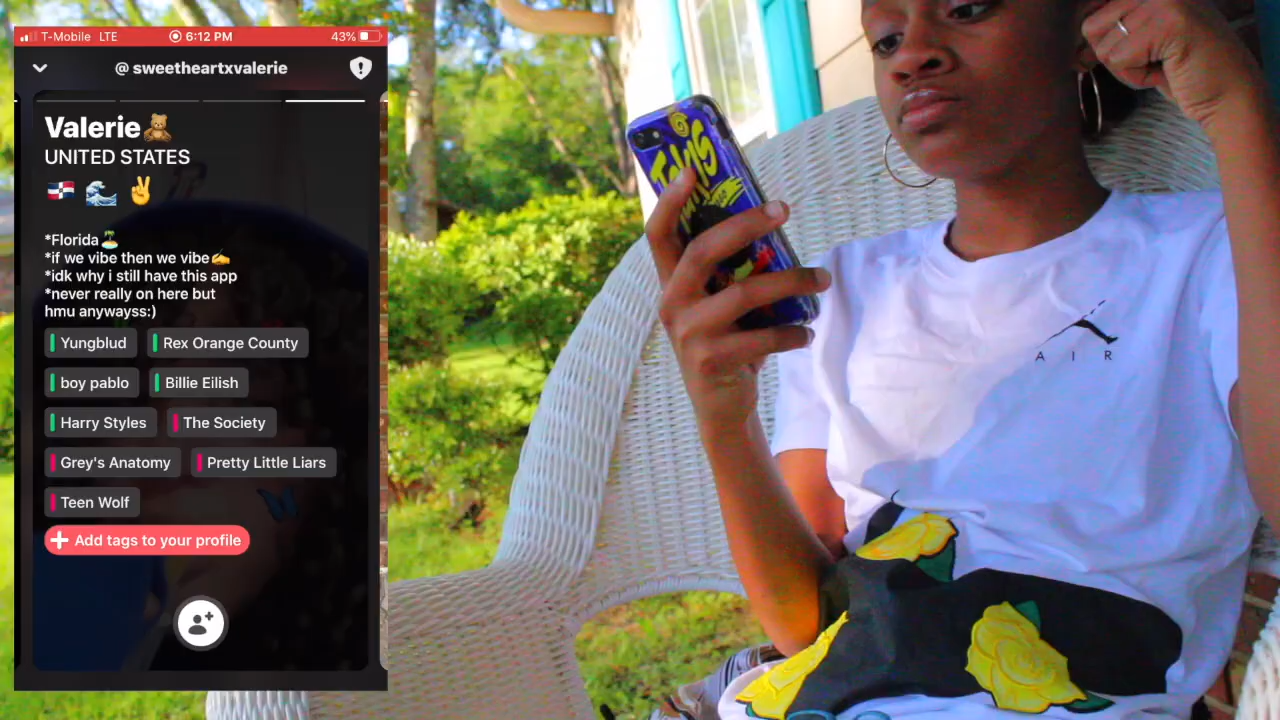 T-Mobile LTE 6:12 PM 43%
@ sweetheartxvalerie
Valerie🧸
UNITED STATES
🇩🇴 🌊 ✌️
*Florida🏝️
*if we vibe then we vibe✍️
*idk why i still have this app
*never really on here but
hmu anywayss:)
Yungblud Rex Orange County
boy pablo Billie Eilish
Harry Styles The Society
Grey's Anatomy Pretty Little Liars
Teen Wolf
+ Add tags to your profile
Takis
AIR